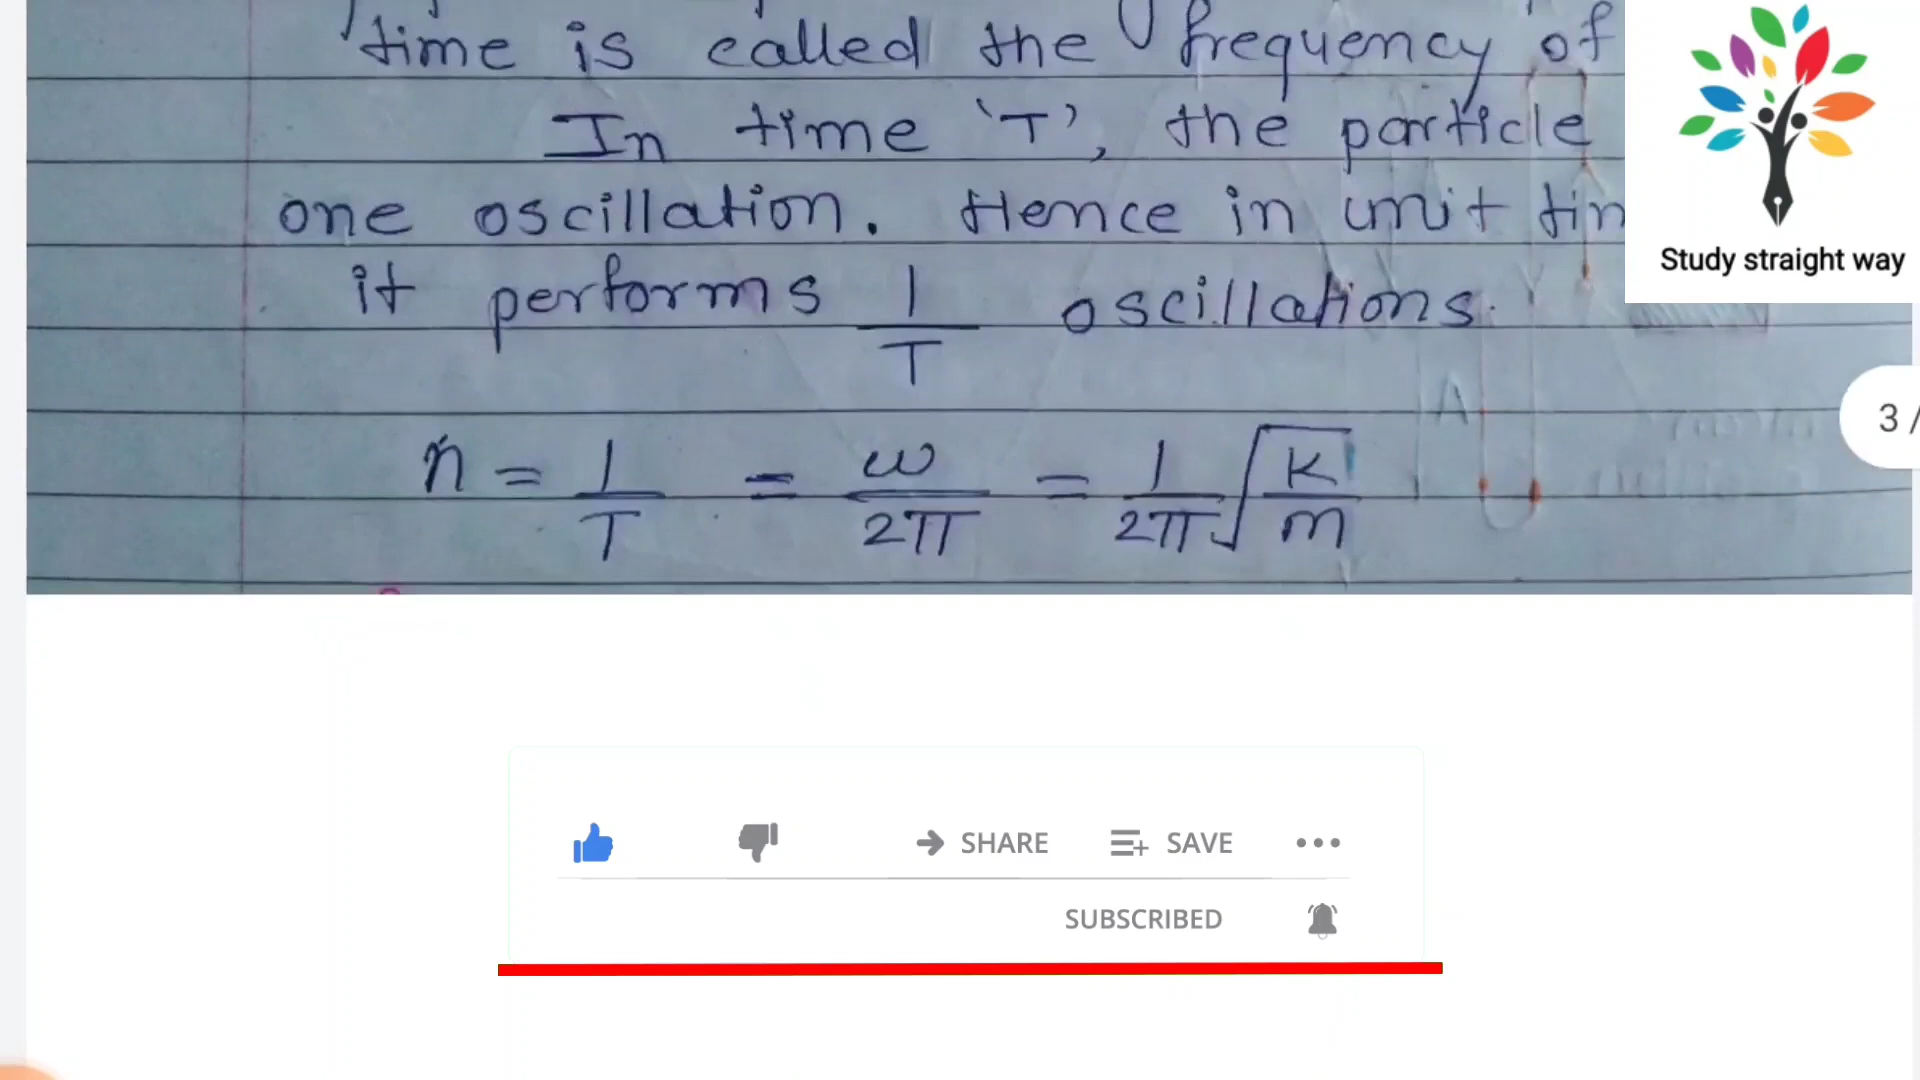 time is called the frequency of
In time 'T', the particle
one oscillation. Hence in unit tim
it performs 1/T oscillations.
n = 1/T = ω/2π = 1/2π √K/m
Study straight way
3 /
SHARE SAVE
SUBSCRIBED